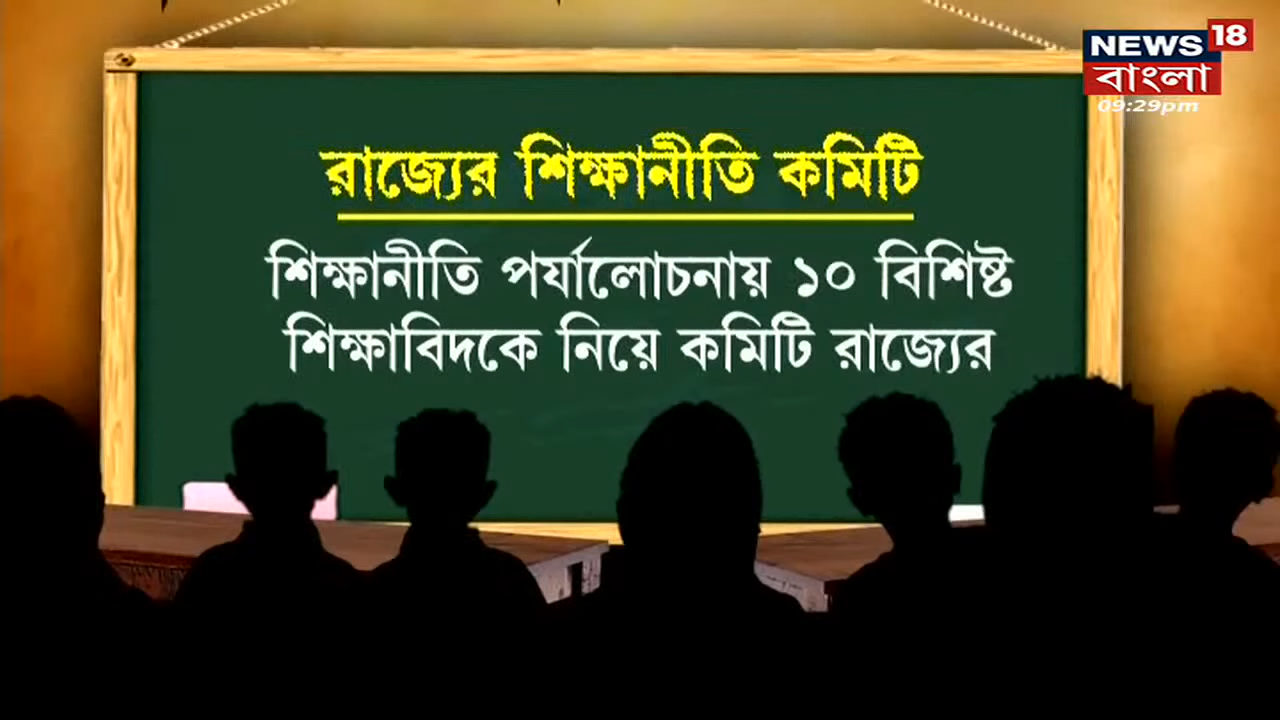 NEWS 18
বাংলা
09:29pm
রাজ্যের শিক্ষানীতি কমিটি
শিক্ষানীতি পর্যালোচনায় ১০ বিশিষ্ট
শিক্ষাবিদকে নিয়ে কমিটি রাজ্যের